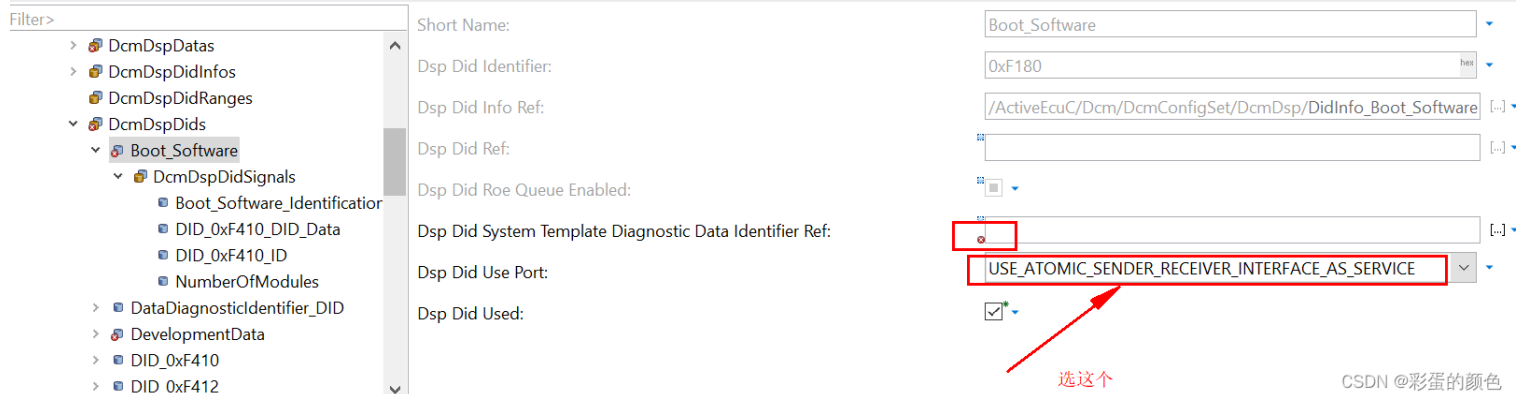 Filter>
DcmDspDatas
DcmDspDidInfos
DcmDspDidRanges
DcmDspDids
Boot_Software
DcmDspDidSignals
Boot_Software_Identification
DID_0xF410_DID_Data
DID_0xF410_ID
NumberOfModules
DataDiagnosticIdentifier_DID
DevelopmentData
DID_0xF410
DID_0xF412
Short Name: Boot_Software
Dsp Did Identifier: 0xF180 hex
Dsp Did Info Ref: /ActiveEcuC/Dcm/DcmConfigSet/DcmDsp/DidInfo_Boot_Software [...]
Dsp Did Ref: [...]
Dsp Did Roe Queue Enabled:
Dsp Did System Template Diagnostic Data Identifier Ref: [...]
Dsp Did Use Port: USE_ATOMIC_SENDER_RECEIVER_INTERFACE_AS_SERVICE
Dsp Did Used:
选这个
CSDN @彩蛋的颜色